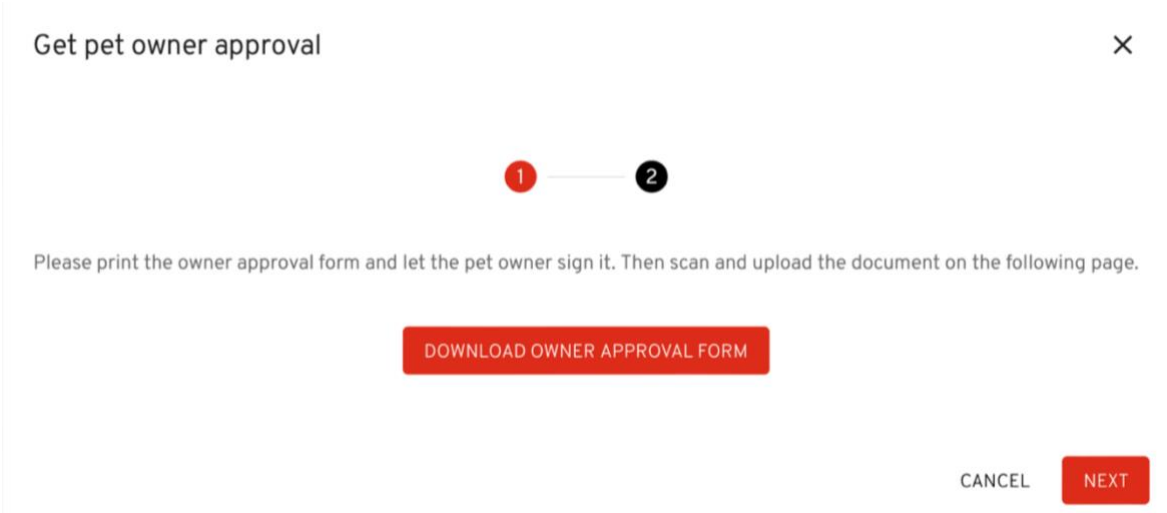 Get pet owner approval
1
2
Please print the owner approval form and let the pet owner sign it. Then scan and upload the document on the following page.
DOWNLOAD OWNER APPROVAL FORM
CANCEL
NEXT